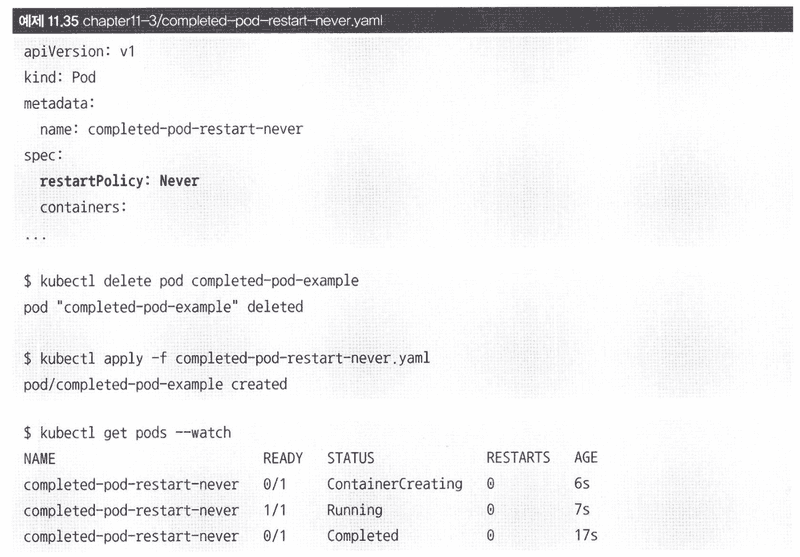 예제 11.35 chapter11-3/completed-pod-restart-never.yaml
apiVersion: v1
kind: Pod
metadata:
  name: completed-pod-restart-never
spec:
  restartPolicy: Never
  containers:
...
$ kubectl delete pod completed-pod-example
pod "completed-pod-example" deleted
$ kubectl apply -f completed-pod-restart-never.yaml
pod/completed-pod-example created
$ kubectl get pods --watch
NAME READY STATUS RESTARTS AGE
completed-pod-restart-never 0/1 ContainerCreating 0 6s
completed-pod-restart-never 1/1 Running 0 7s
completed-pod-restart-never 0/1 Completed 0 17s